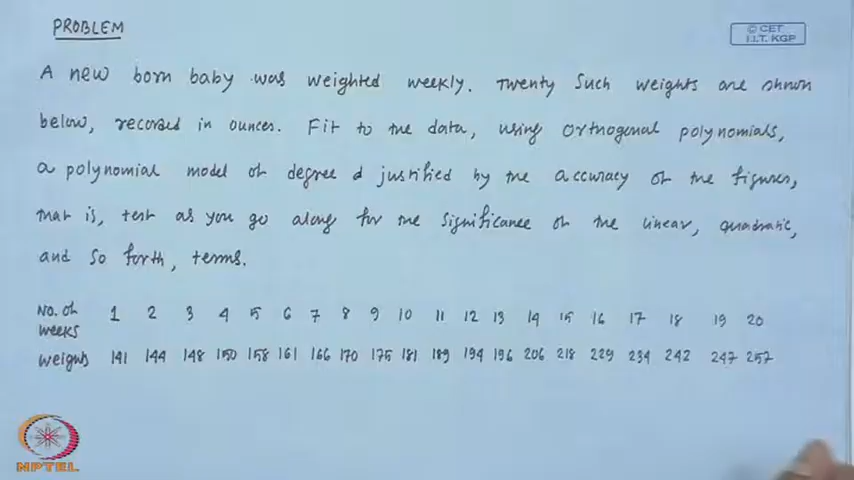 PROBLEM
© CET
I.I.T. KGP
A new born baby was weighted weekly. Twenty such weights are shown
below, recorded in ounces. Fit to the data, using orthogonal polynomials,
a polynomial model of degree d justified by the accuracy of the figures,
that is, test as you go along for the significance of the linear, quadratic,
and so forth, terms.
No. of weeks 1 2 3 4 5 6 7 8 9 10 11 12 13 14 15 16 17 18 19 20
weights 141 144 148 150 158 161 166 170 175 181 189 194 196 206 218 229 234 242 247 257
NPTEL